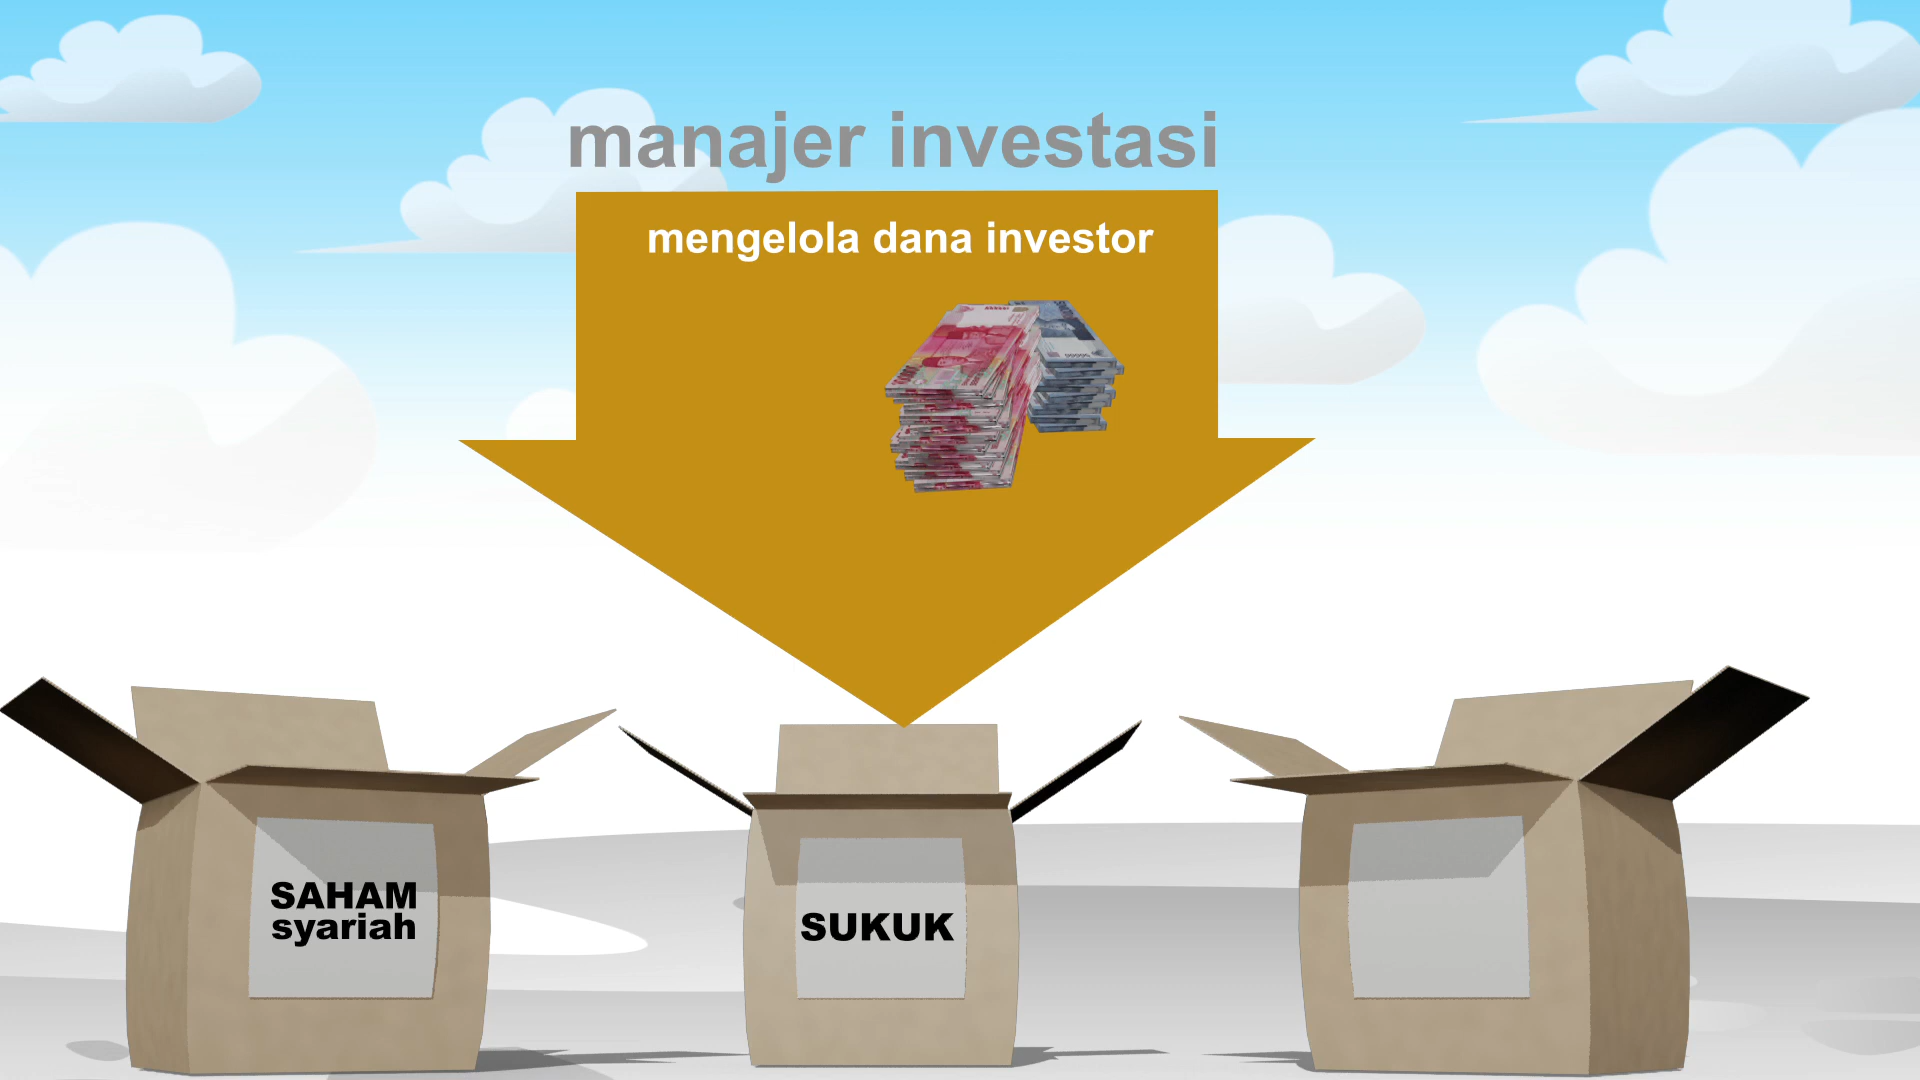 manajer investasi
mengelola dana investor
SAHAM
syariah
SUKUK